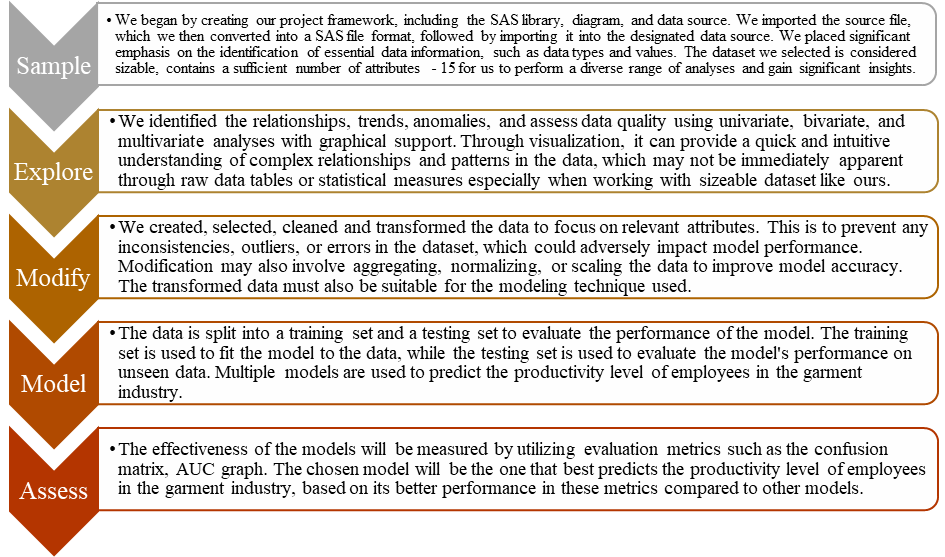 Sample
• We began by creating our project framework, including the SAS library, diagram, and data source. We imported the source file,
which we then converted into a SAS file format, followed by importing it into the designated data source. We placed significant
emphasis on the identification of essential data information, such as data types and values. The dataset we selected is considered
sizable, contains a sufficient number of attributes - 15 for us to perform a diverse range of analyses and gain significant insights.
Explore
• We identified the relationships, trends, anomalies, and assess data quality using univariate, bivariate, and
multivariate analyses with graphical support. Through visualization, it can provide a quick and intuitive
understanding of complex relationships and patterns in the data, which may not be immediately apparent
through raw data tables or statistical measures especially when working with sizeable dataset like ours.
Modify
• We created, selected, cleaned and transformed the data to focus on relevant attributes. This is to prevent any
inconsistencies, outliers, or errors in the dataset, which could adversely impact model performance.
Modification may also involve aggregating, normalizing, or scaling the data to improve model accuracy.
The transformed data must also be suitable for the modeling technique used.
Model
• The data is split into a training set and a testing set to evaluate the performance of the model. The training
set is used to fit the model to the data, while the testing set is used to evaluate the model's performance on
unseen data. Multiple models are used to predict the productivity level of employees in the garment
industry.
Assess
• The effectiveness of the models will be measured by utilizing evaluation metrics such as the confusion
matrix, AUC graph. The chosen model will be the one that best predicts the productivity level of employees
in the garment industry, based on its better performance in these metrics compared to other models.